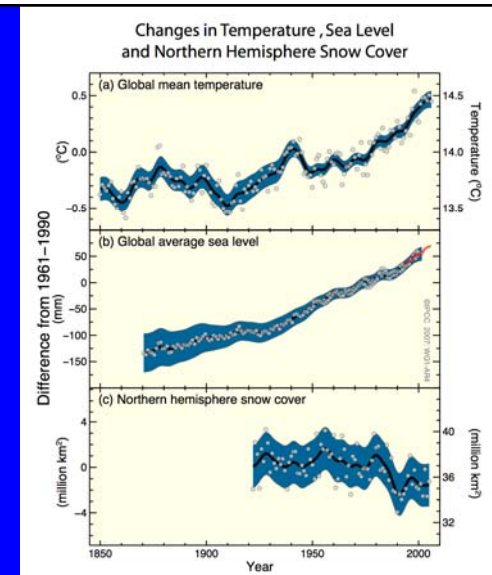 Changes in Temperature , Sea Level
and Northern Hemisphere Snow Cover
(a) Global mean temperature
0.5
0.0
−0.5
(°C)
14.5
14.0
13.5
Temperature (°C)
(b) Global average sea level
50
0
−50
−100
−150
(mm)
Difference from 1961–1990
©IPCC 2007: WG1-AR4
(c) Northern hemisphere snow cover
4
0
−4
(million km²)
40
36
32
(million km²)
1850
1900
1950
2000
Year